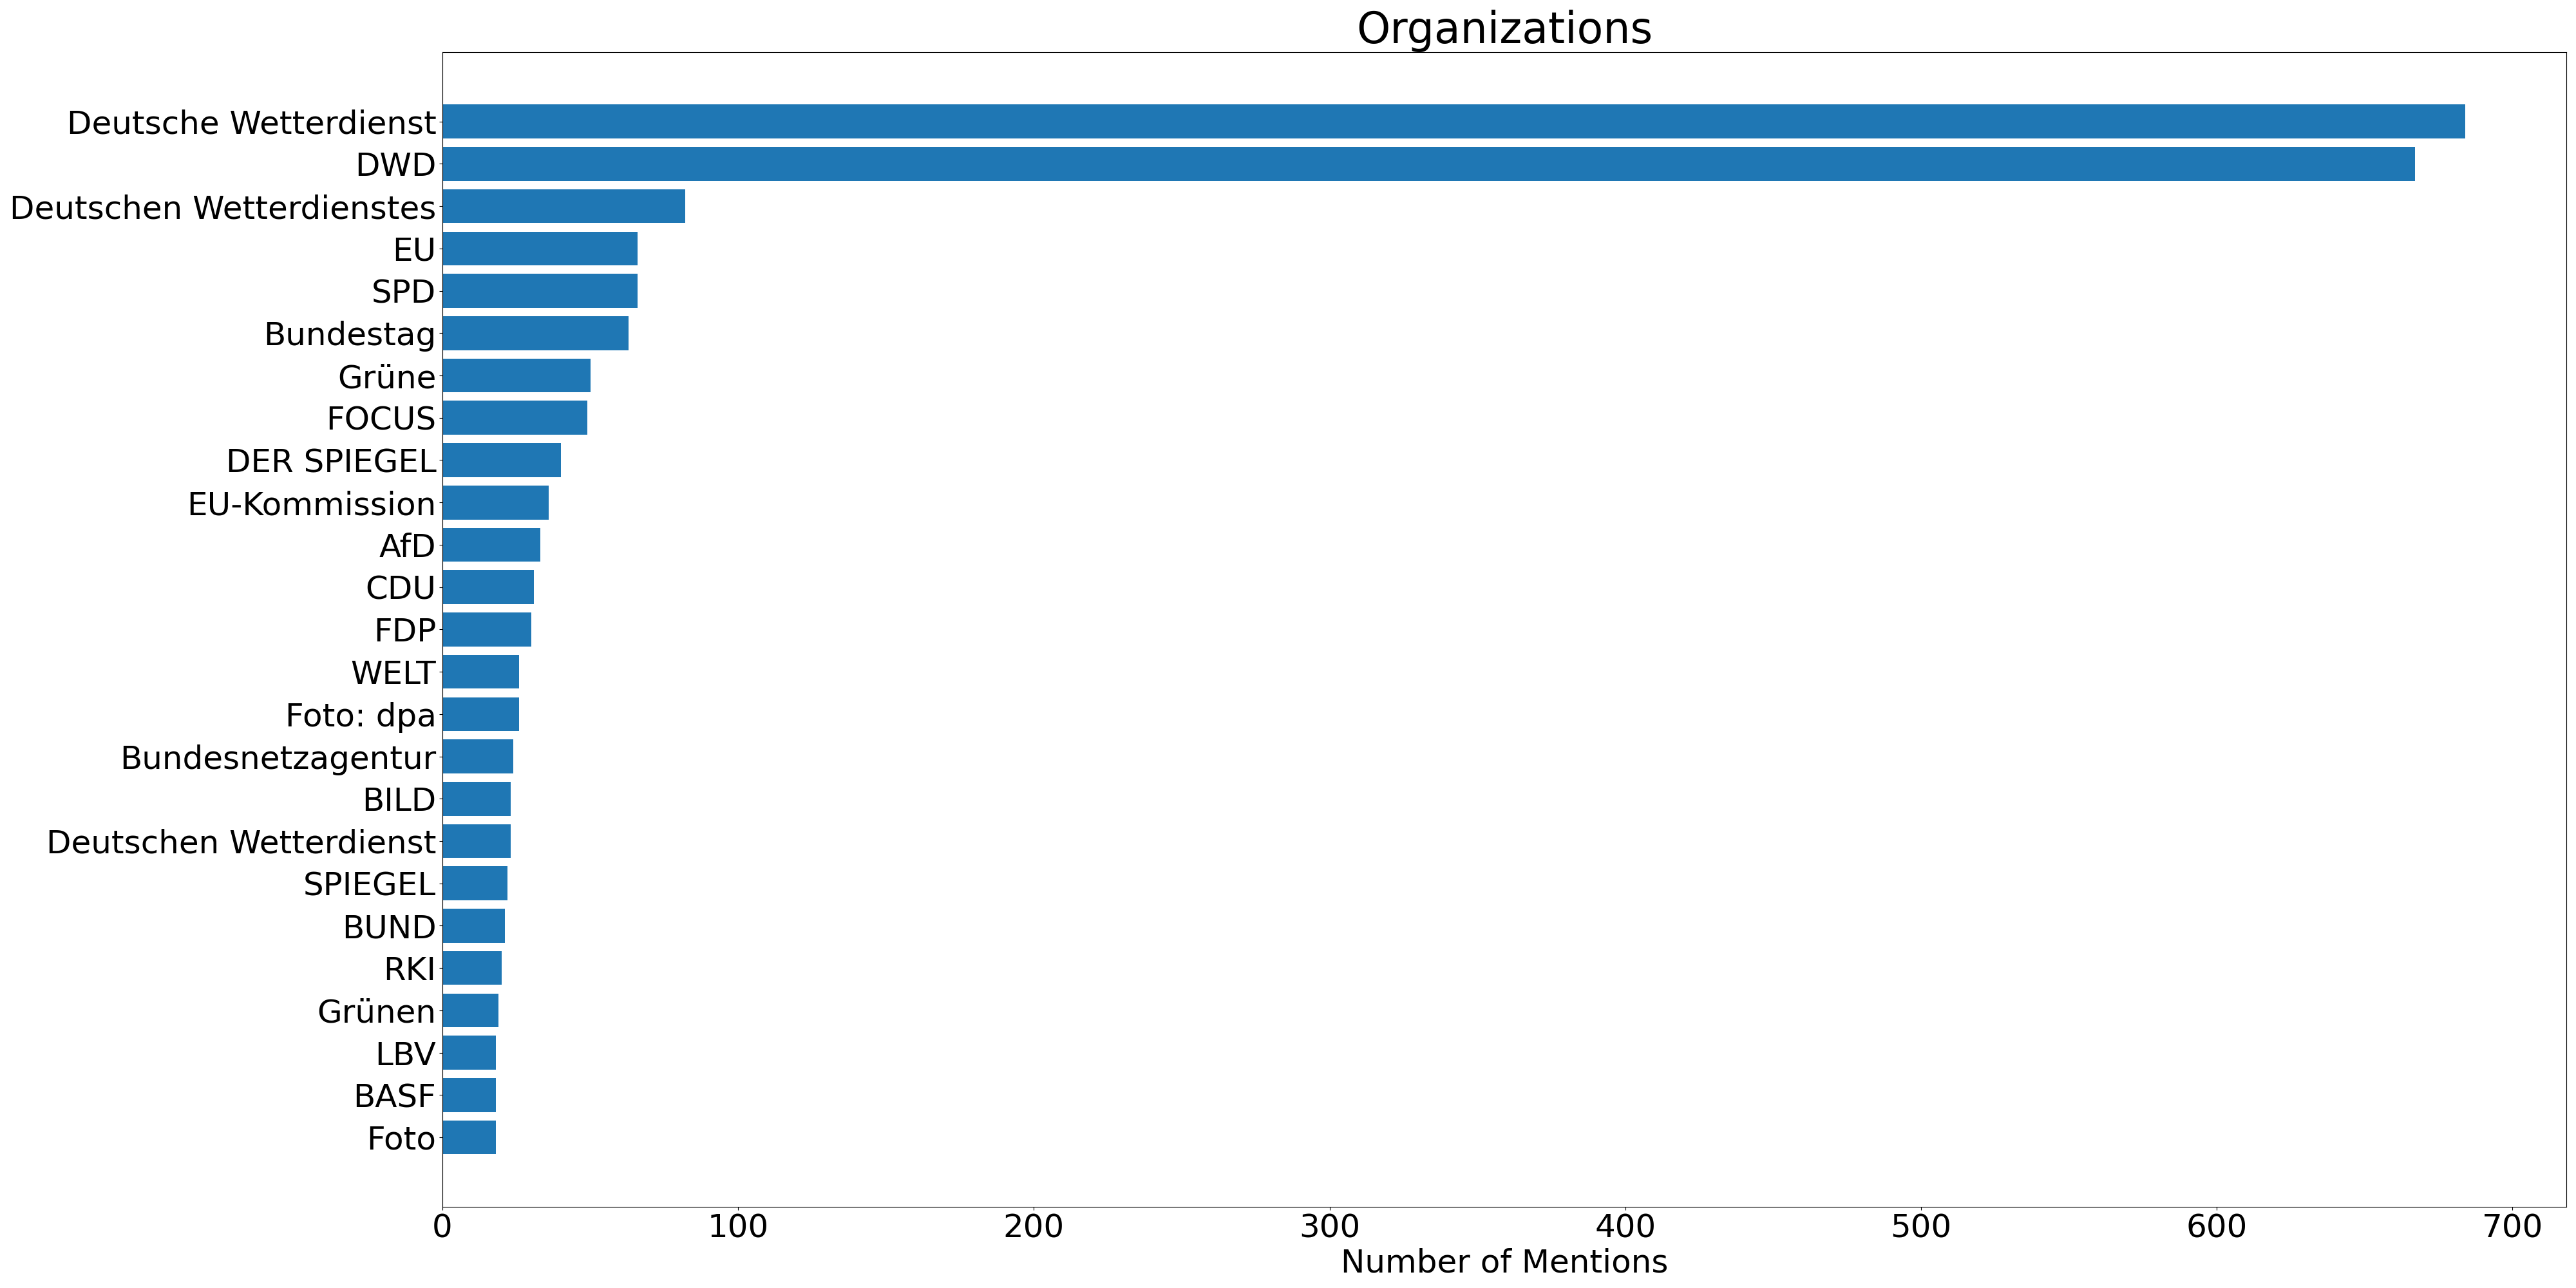 Organizations
Deutsche Wetterdienst
DWD
Deutschen Wetterdienstes
EU
SPD
Bundestag
Grüne
FOCUS
DER SPIEGEL
EU-Kommission
AfD
CDU
FDP
WELT
Foto: dpa
Bundesnetzagentur
BILD
Deutschen Wetterdienst
SPIEGEL
BUND
RKI
Grünen
LBV
BASF
Foto
0 100 200 300 400 500 600 700
Number of Mentions